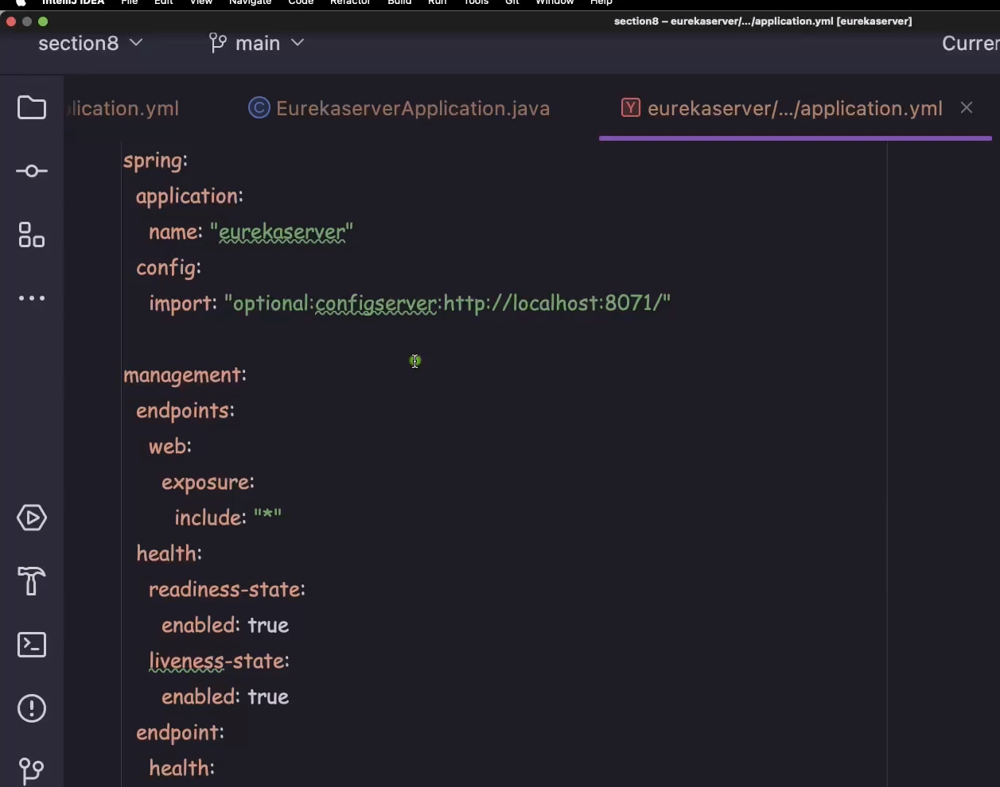 IntelliJ IDEA File Edit View Navigate Code Refactor Build Run Tools Git Window Help
section8 – eurekaserver/.../application.yml [eurekaserver]
section8 main Curren
lication.yml EurekaserverApplication.java eurekaserver/.../application.yml
spring:
  application:
    name: "eurekaserver"
  config:
    import: "optional:configserver:http://localhost:8071/"
management:
  endpoints:
    web:
      exposure:
        include: "*"
  health:
    readiness-state:
      enabled: true
    liveness-state:
      enabled: true
  endpoint:
    health: